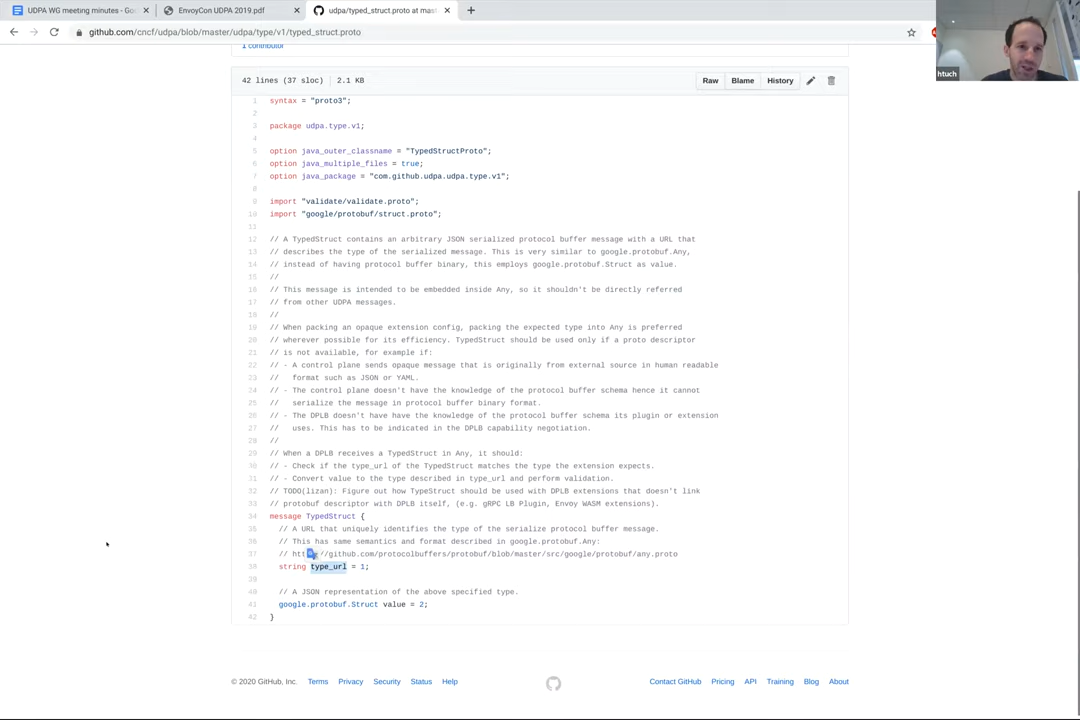 UDPA WG meeting minutes - Goo
EnvoyCon UDPA 2019.pdf
udpa/typed_struct.proto at mast
github.com/cncf/udpa/blob/master/udpa/type/v1/typed_struct.proto
htuch
1 contributor
42 lines (37 sloc) 2.1 KB
Raw Blame History
1 syntax = "proto3";
2
3 package udpa.type.v1;
4
5 option java_outer_classname = "TypedStructProto";
6 option java_multiple_files = true;
7 option java_package = "com.github.udpa.udpa.type.v1";
8
9 import "validate/validate.proto";
10 import "google/protobuf/struct.proto";
11
12 // A TypedStruct contains an arbitrary JSON serialized protocol buffer message with a URL that
13 // describes the type of the serialized message. This is very similar to google.protobuf.Any,
14 // instead of having protocol buffer binary, this employs google.protobuf.Struct as value.
15 //
16 // This message is intended to be embedded inside Any, so it shouldn't be directly referred
17 // from other UDPA messages.
18 //
19 // When packing an opaque extension config, packing the expected type into Any is preferred
20 // wherever possible for its efficiency. TypedStruct should be used only if a proto descriptor
21 // is not available, for example if:
22 // - A control plane sends opaque message that is originally from external source in human readable
23 // format such as JSON or YAML.
24 // - The control plane doesn't have the knowledge of the protocol buffer schema hence it cannot
25 // serialize the message in protocol buffer binary format.
26 // - The DPLB doesn't have have the knowledge of the protocol buffer schema its plugin or extension
27 // uses. This has to be indicated in the DPLB capability negotiation.
28 //
29 // When a DPLB receives a TypedStruct in Any, it should:
30 // - Check if the type_url of the TypedStruct matches the type the extension expects.
31 // - Convert value to the type described in type_url and perform validation.
32 // TODO(lizan): Figure out how TypeStruct should be used with DPLB extensions that doesn't link
33 // protobuf descriptor with DPLB itself, (e.g. gRPC LB Plugin, Envoy WASM extensions).
34 message TypedStruct {
35 // A URL that uniquely identifies the type of the serialize protocol buffer message.
36 // This has same semantics and format described in google.protobuf.Any:
37 // htt //github.com/protocolbuffers/protobuf/blob/master/src/google/protobuf/any.proto
38 string type_url = 1;
39
40 // A JSON representation of the above specified type.
41 google.protobuf.Struct value = 2;
42 }
© 2020 GitHub, Inc. Terms Privacy Security Status Help Contact GitHub Pricing API Training Blog About